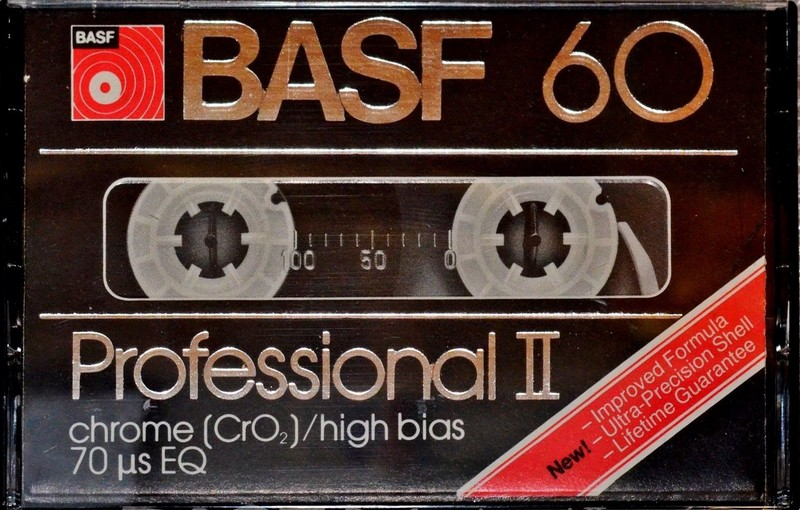 BASF
BASF 60
100 50 0
Professional II
chrome (CrO₂)/high bias
70 µs EQ
New!
– Improved Formula
– Ultra-Precision Shell
– Lifetime Guarantee